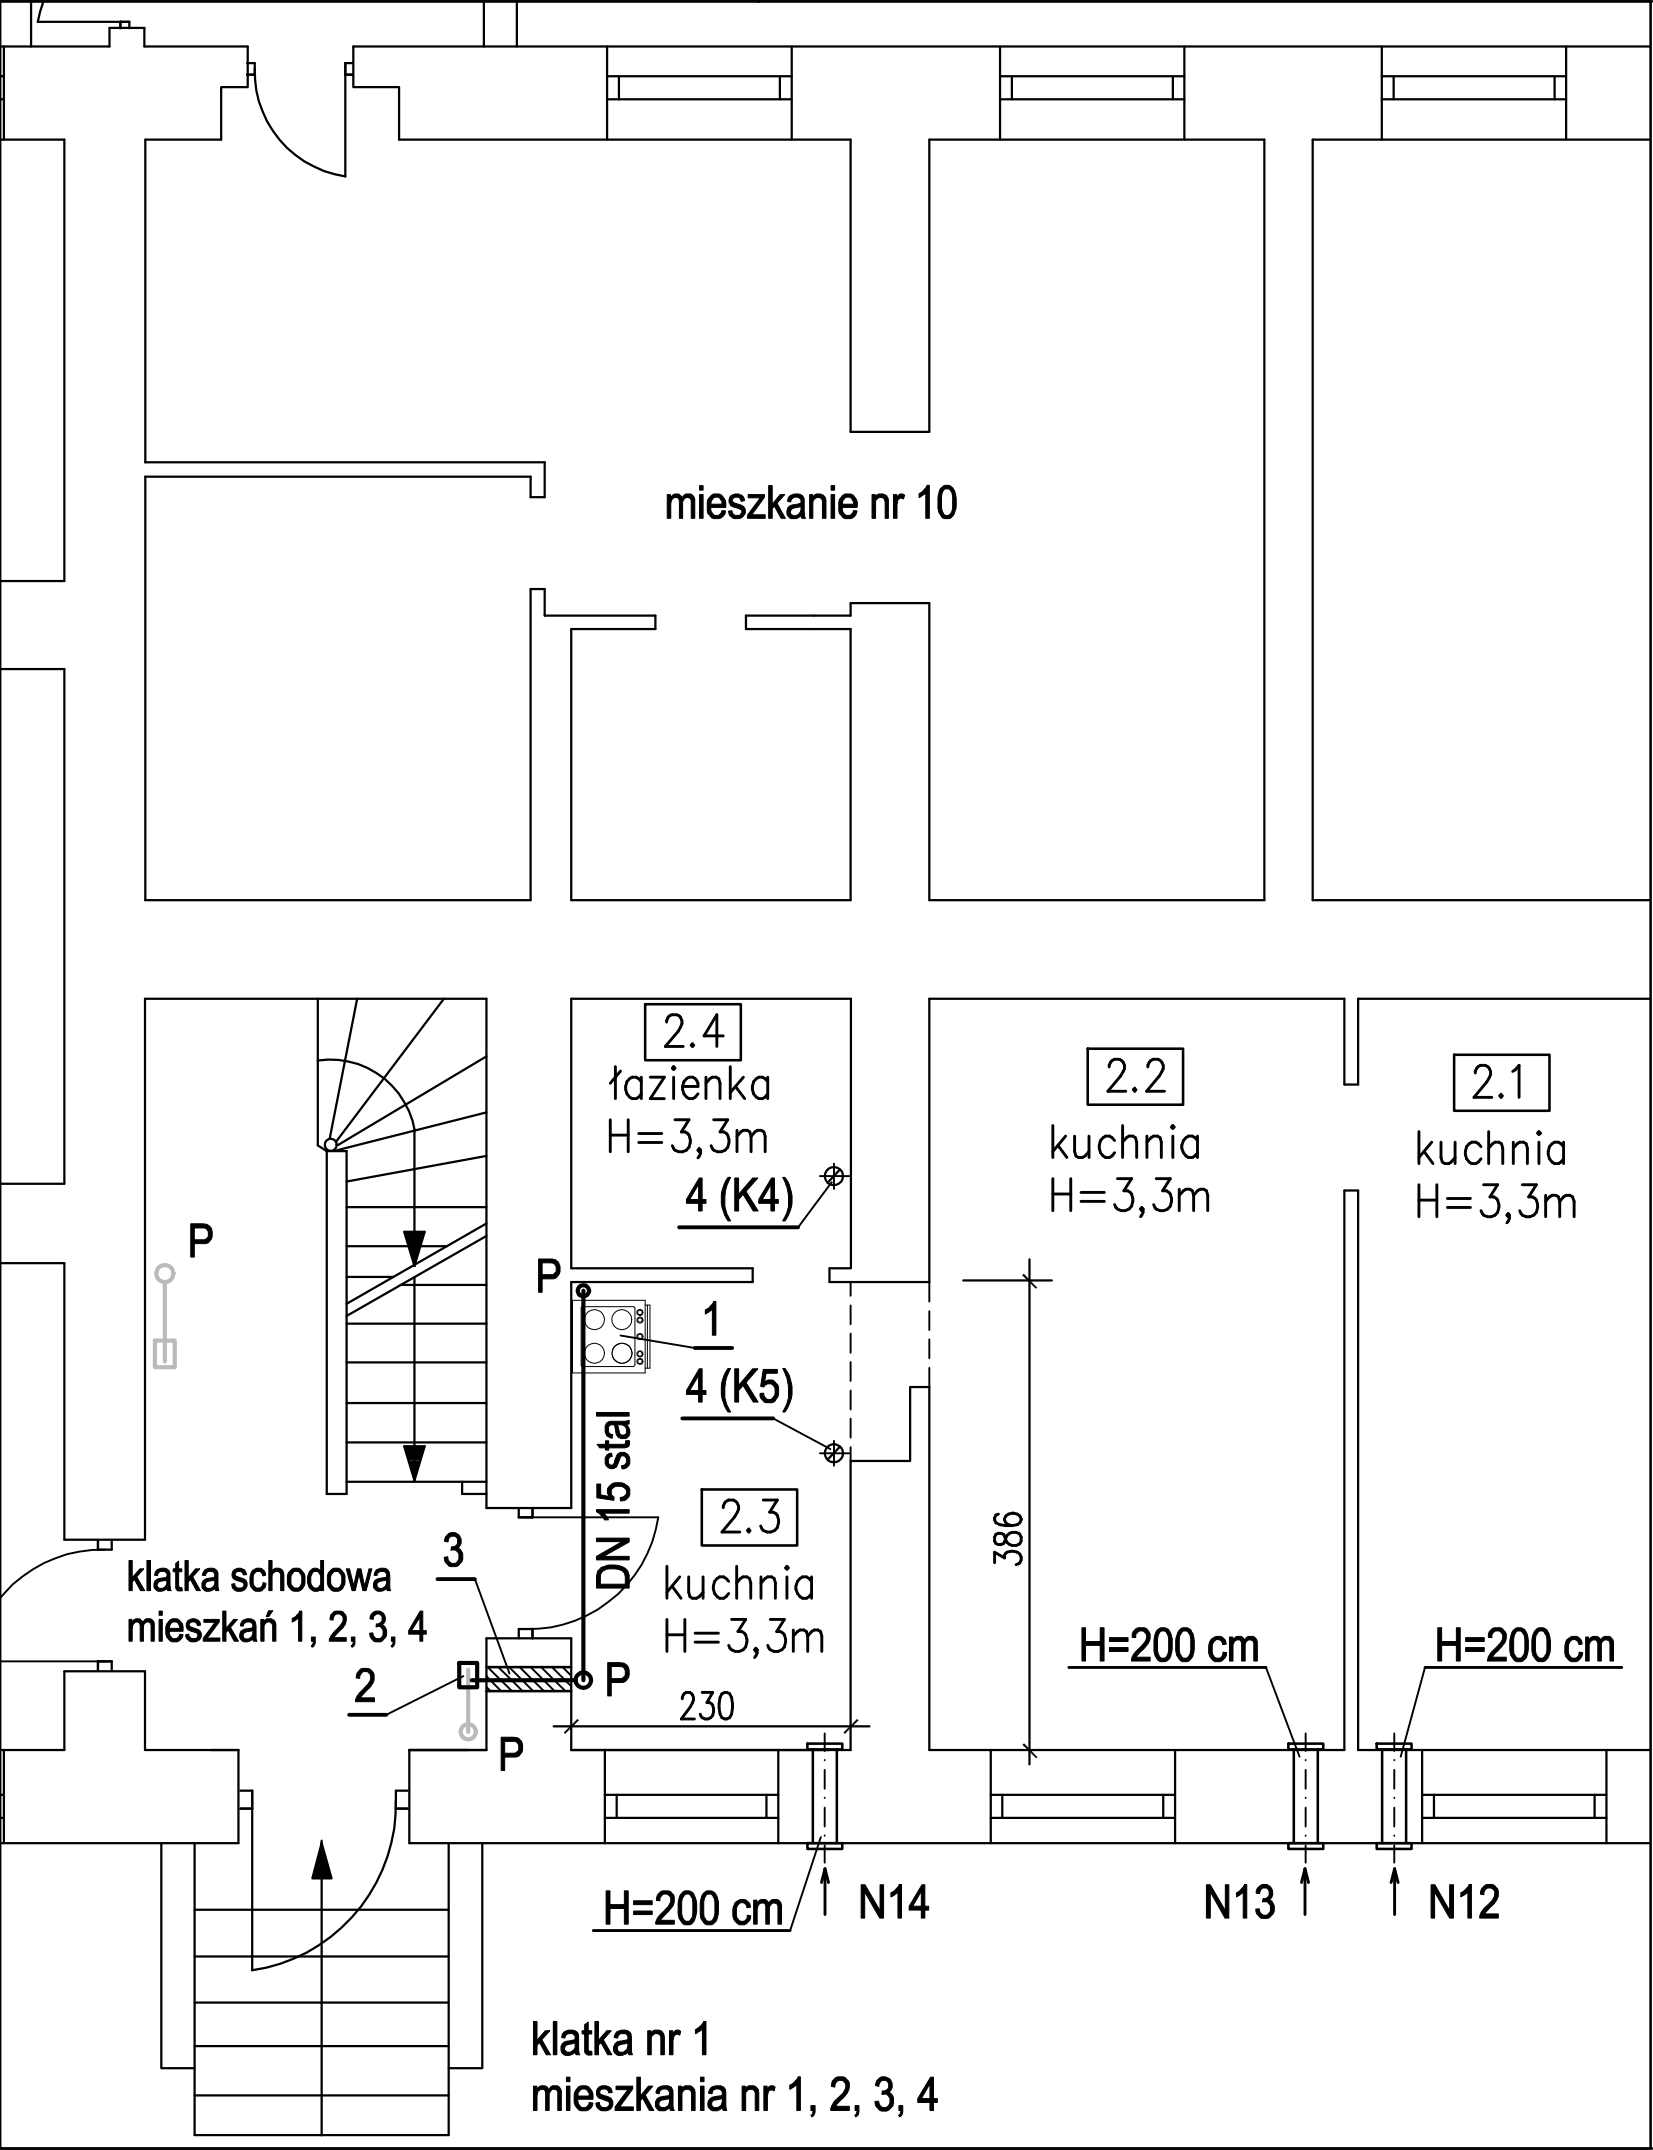 mieszkanie nr 10
2.4
łazienka
H=3,3m
4 (K4)
2.2
kuchnia
H=3,3m
2.1
kuchnia
H=3,3m
P
P
1
4 (K5)
DN 15 stal
2.3
kuchnia
H=3,3m
386
3
klatka schodowa
mieszkań 1, 2, 3, 4
2
P
230
P
H=200 cm
H=200 cm
H=200 cm
N14
N13
N12
klatka nr 1
mieszkania nr 1, 2, 3, 4